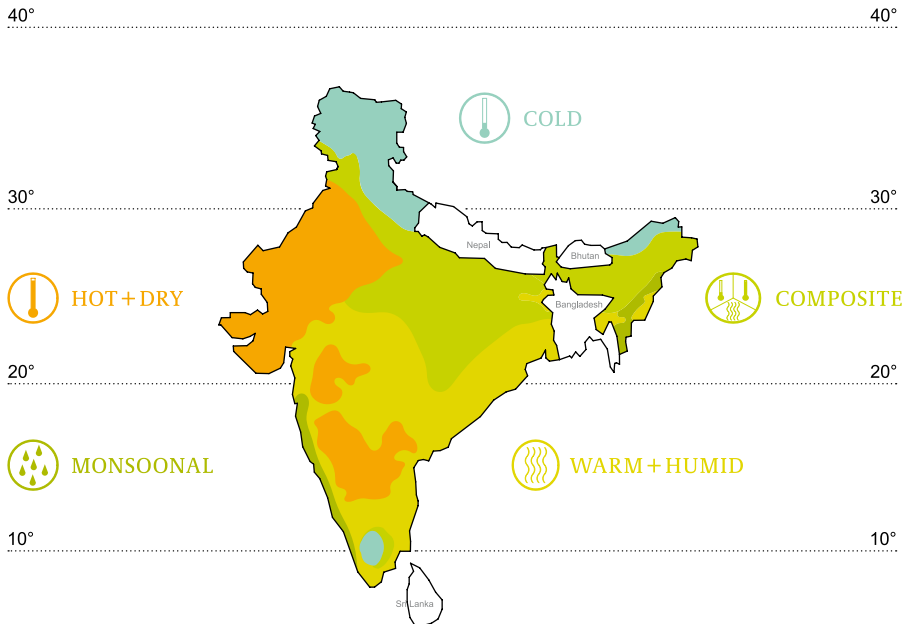 40° 40°
COLD
30° 30°
Nepal
Bhutan
HOT+DRY
COMPOSITE
Bangladesh
20° 20°
MONSOONAL
WARM+HUMID
10° 10°
Sri Lanka